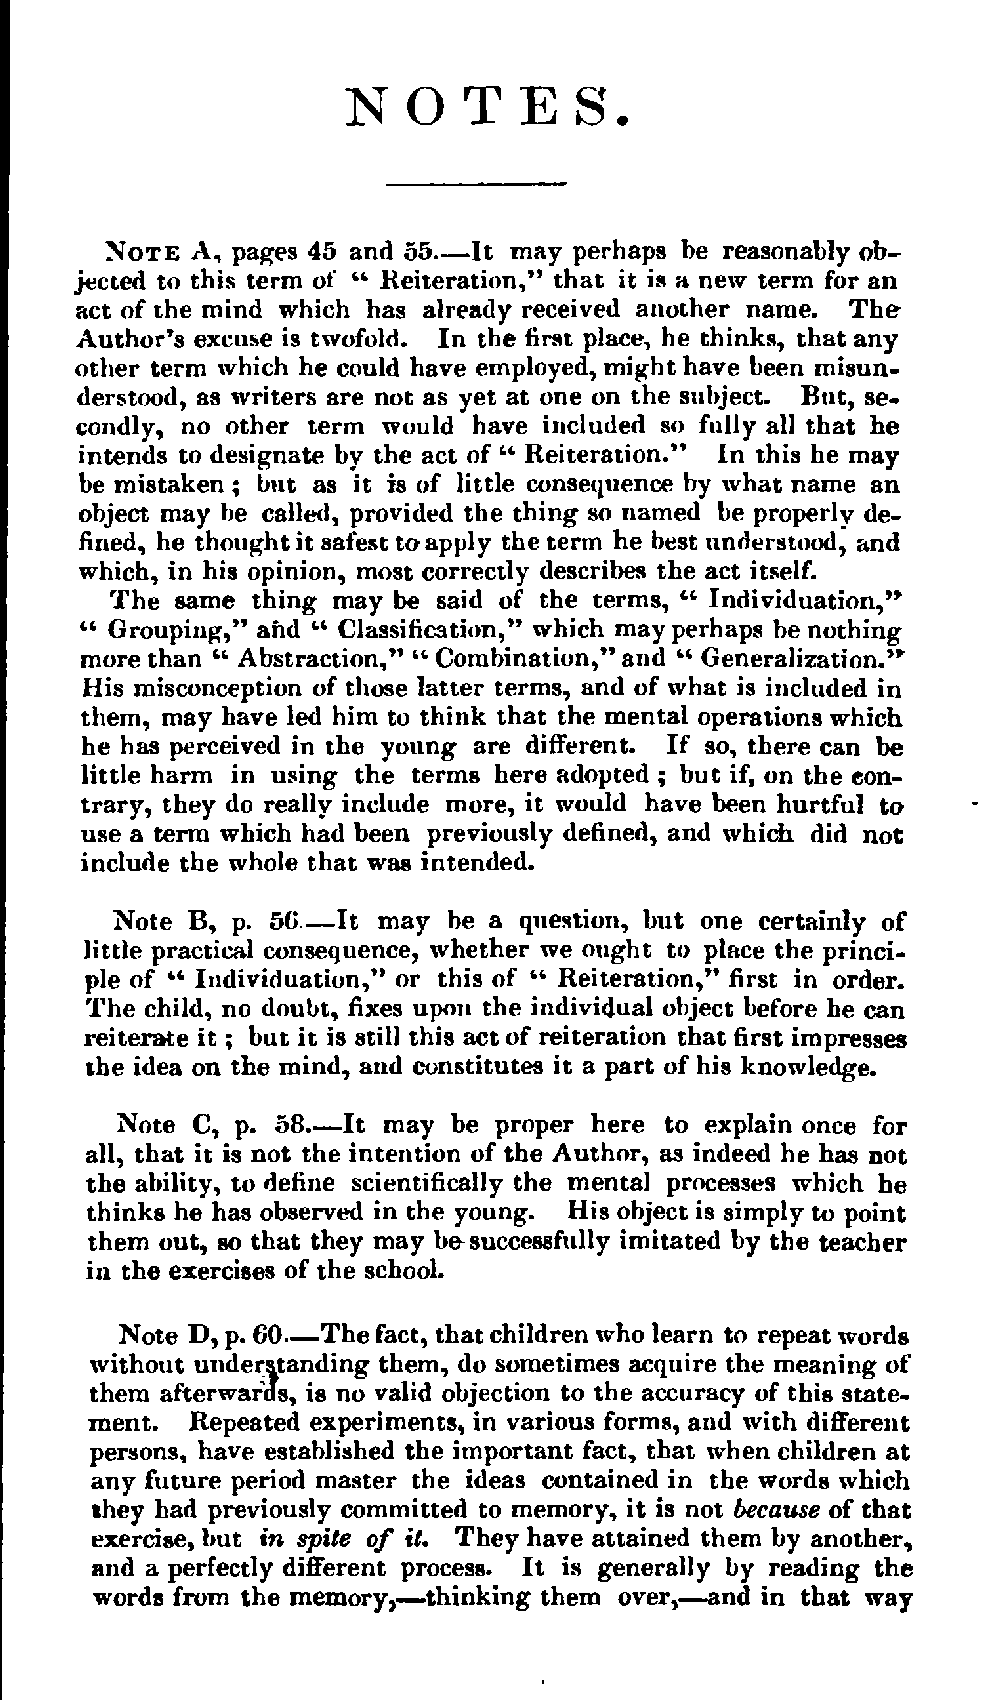 NOTES.
NOTE A, pages 45 and 55.—It may perhaps be reasonably ob-
jected to this term of “ Reiteration,” that it is a new term for an
act of the mind which has already received another name. The
Author's excuse is twofold. In the first place, he thinks, that any
other term which he could have employed, might have been misun-
derstood, as writers are not as yet at one on the subject. But, se-
condly, no other term would have included so fully all that he
intends to designate by the act of “ Reiteration.” In this he may
be mistaken ; but as it is of little consequence by what name an
object may be called, provided the thing so named be properly de-
fined, he thought it safest to apply the term he best understood, and
which, in his opinion, most correctly describes the act itself.
The same thing may be said of the terms, “ Individuation,”
“ Grouping,” and “ Classification,” which may perhaps be nothing
more than “ Abstraction,” “ Combination,” and “ Generalization.”
His misconception of those latter terms, and of what is included in
them, may have led him to think that the mental operations which
he has perceived in the young are different. If so, there can be
little harm in using the terms here adopted ; but if, on the con-
trary, they do really include more, it would have been hurtful to
use a term which had been previously defined, and which did not
include the whole that was intended.
Note B, p. 56.—It may be a question, but one certainly of
little practical consequence, whether we ought to place the princi-
ple of “ Individuation,” or this of “ Reiteration,” first in order.
The child, no doubt, fixes upon the individual object before he can
reiterate it ; but it is still this act of reiteration that first impresses
the idea on the mind, and constitutes it a part of his knowledge.
Note C, p. 58.—It may be proper here to explain once for
all, that it is not the intention of the Author, as indeed he has not
the ability, to define scientifically the mental processes which he
thinks he has observed in the young. His object is simply to point
them out, so that they may be successfully imitated by the teacher
in the exercises of the school.
Note D, p. 60.—The fact, that children who learn to repeat words
without understanding them, do sometimes acquire the meaning of
them afterwards, is no valid objection to the accuracy of this state-
ment. Repeated experiments, in various forms, and with different
persons, have established the important fact, that when children at
any future period master the ideas contained in the words which
they had previously committed to memory, it is not because of that
exercise, but in spite of it. They have attained them by another,
and a perfectly different process. It is generally by reading the
words from the memory,—thinking them over,—and in that way